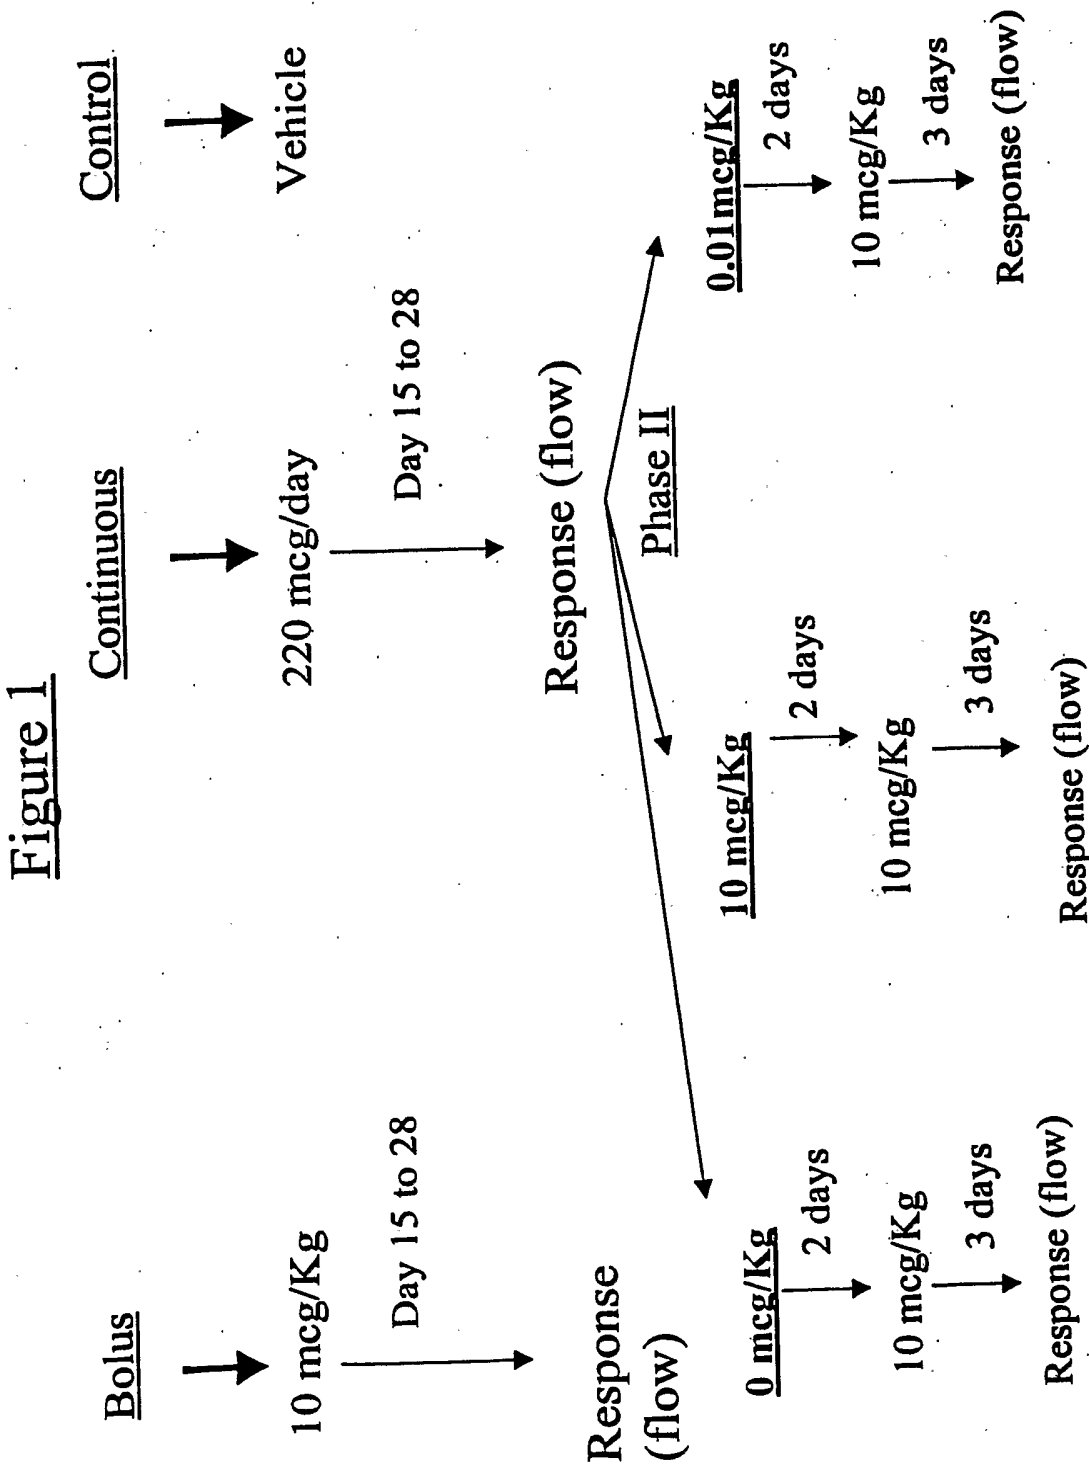 Figure 1
Bolus
Continuous
Control
10 mcg/Kg
220 mcg/day
Vehicle
Day 15 to 28
Day 15 to 28
Response
(flow)
Response (flow)
Phase II
0 mcg/Kg
10 mcg/Kg
0.01mcg/Kg
2 days
2 days
2 days
10 mcg/Kg
10 mcg/Kg
10 mcg/Kg
3 days
3 days
3 days
Response (flow)
Response (flow)
Response (flow)